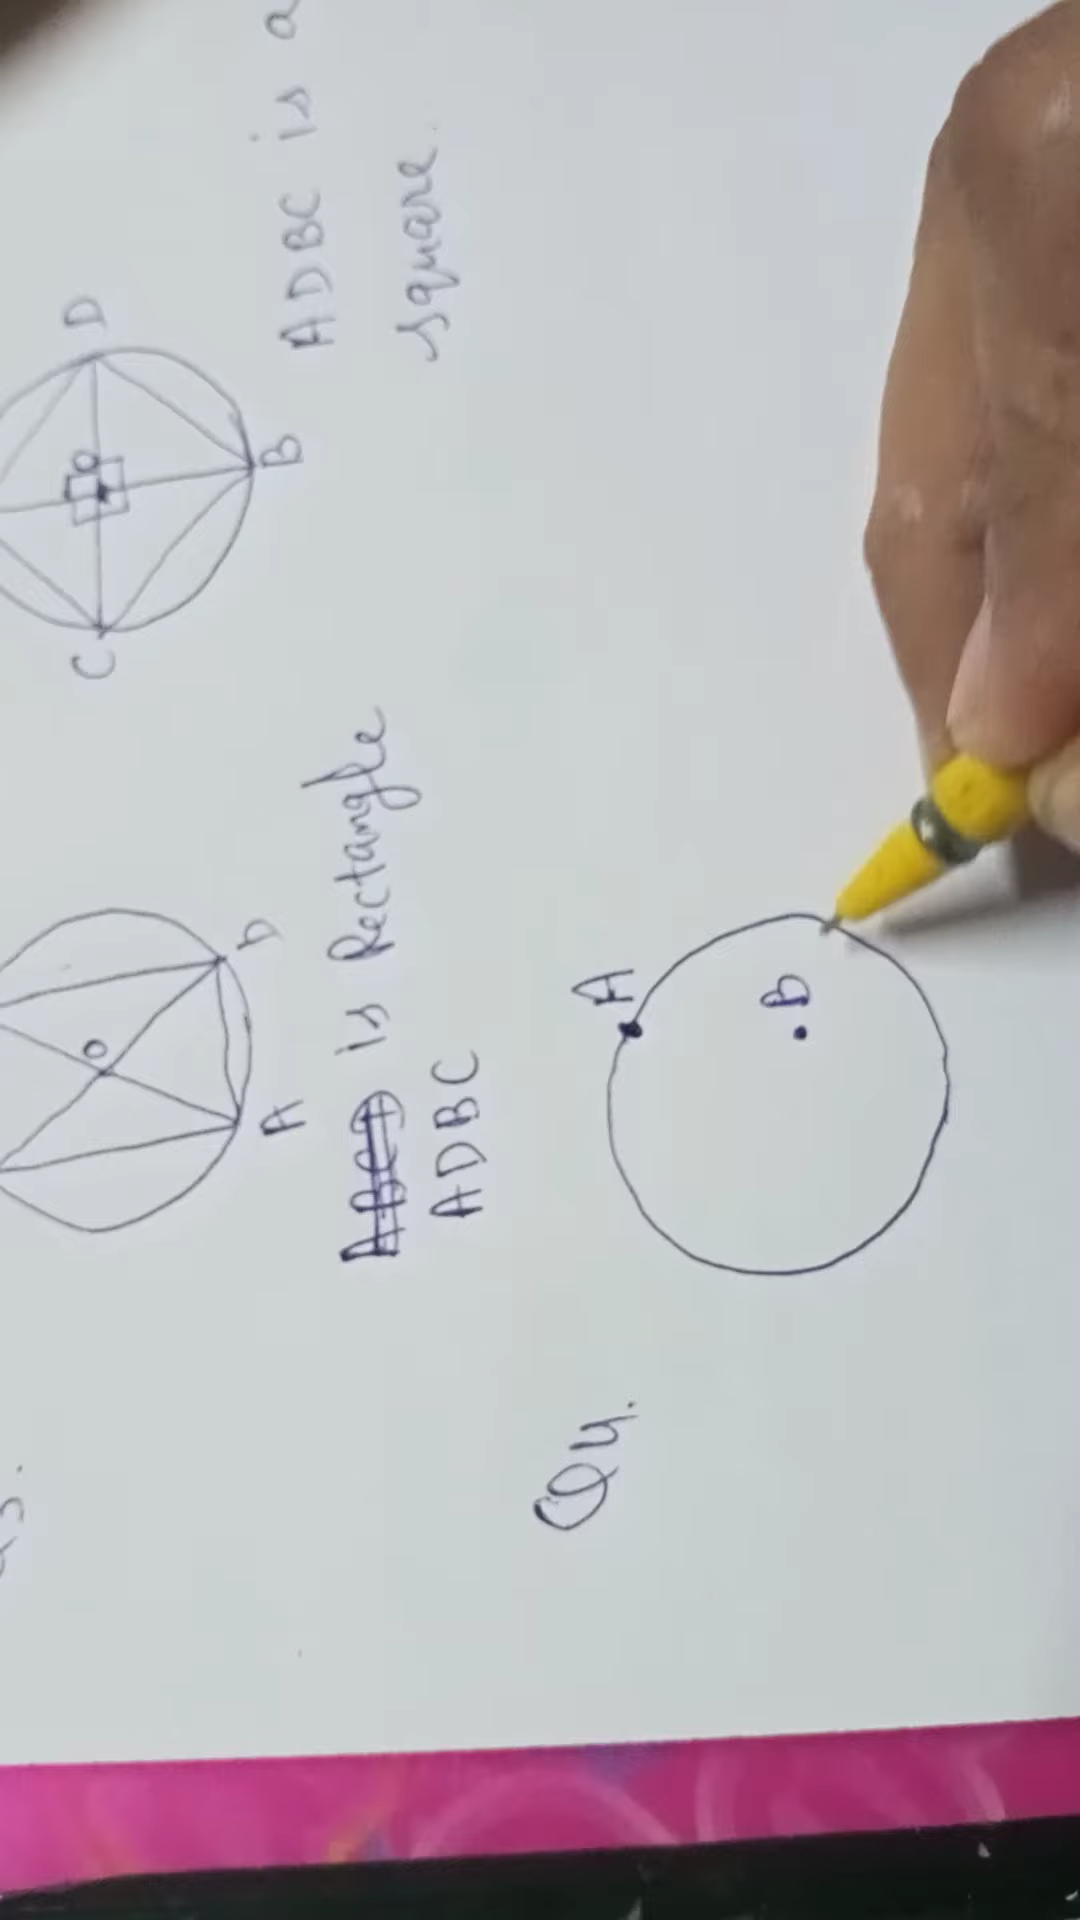 D
O
C
B
ADBC is a
square.
O
D
A
ABCD is Rectangle
ADBC
Q4.
A
B